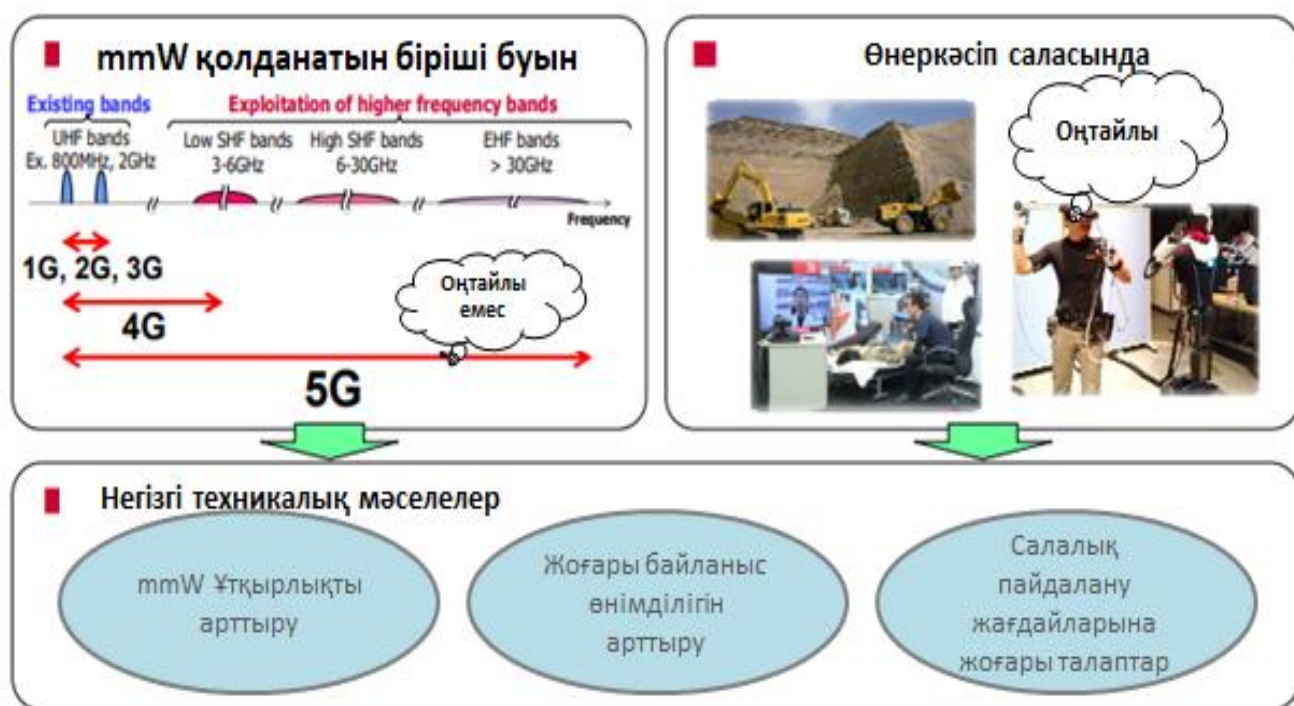 mmW қолданатын біріші буын
Existing bands
Exploitation of higher frequency bands
UHF bands
Ex. 800MHz, 2GHz
Low SHF bands
3-6GHz
High SHF bands
6-30GHz
EHF bands
> 30GHz
Frequency
1G, 2G, 3G
4G
5G
Оңтайлы
емес
Өнеркәсіп саласында
Оңтайлы
Негізгі техникалық мәселелер
mmW Ұтқырлықты
арттыру
Жоғары байланыс
өнімділігін
арттыру
Салалық
пайдалану
жағдайларына
жоғары талаптар